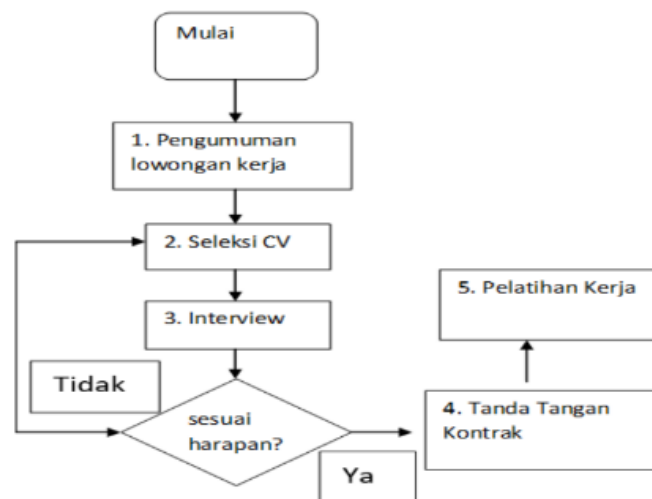 Mulai
1. Pengumuman
lowongan kerja
2. Seleksi CV
3. Interview
Tidak
sesuai
harapan?
Ya
4. Tanda Tangan
Kontrak
5. Pelatihan Kerja